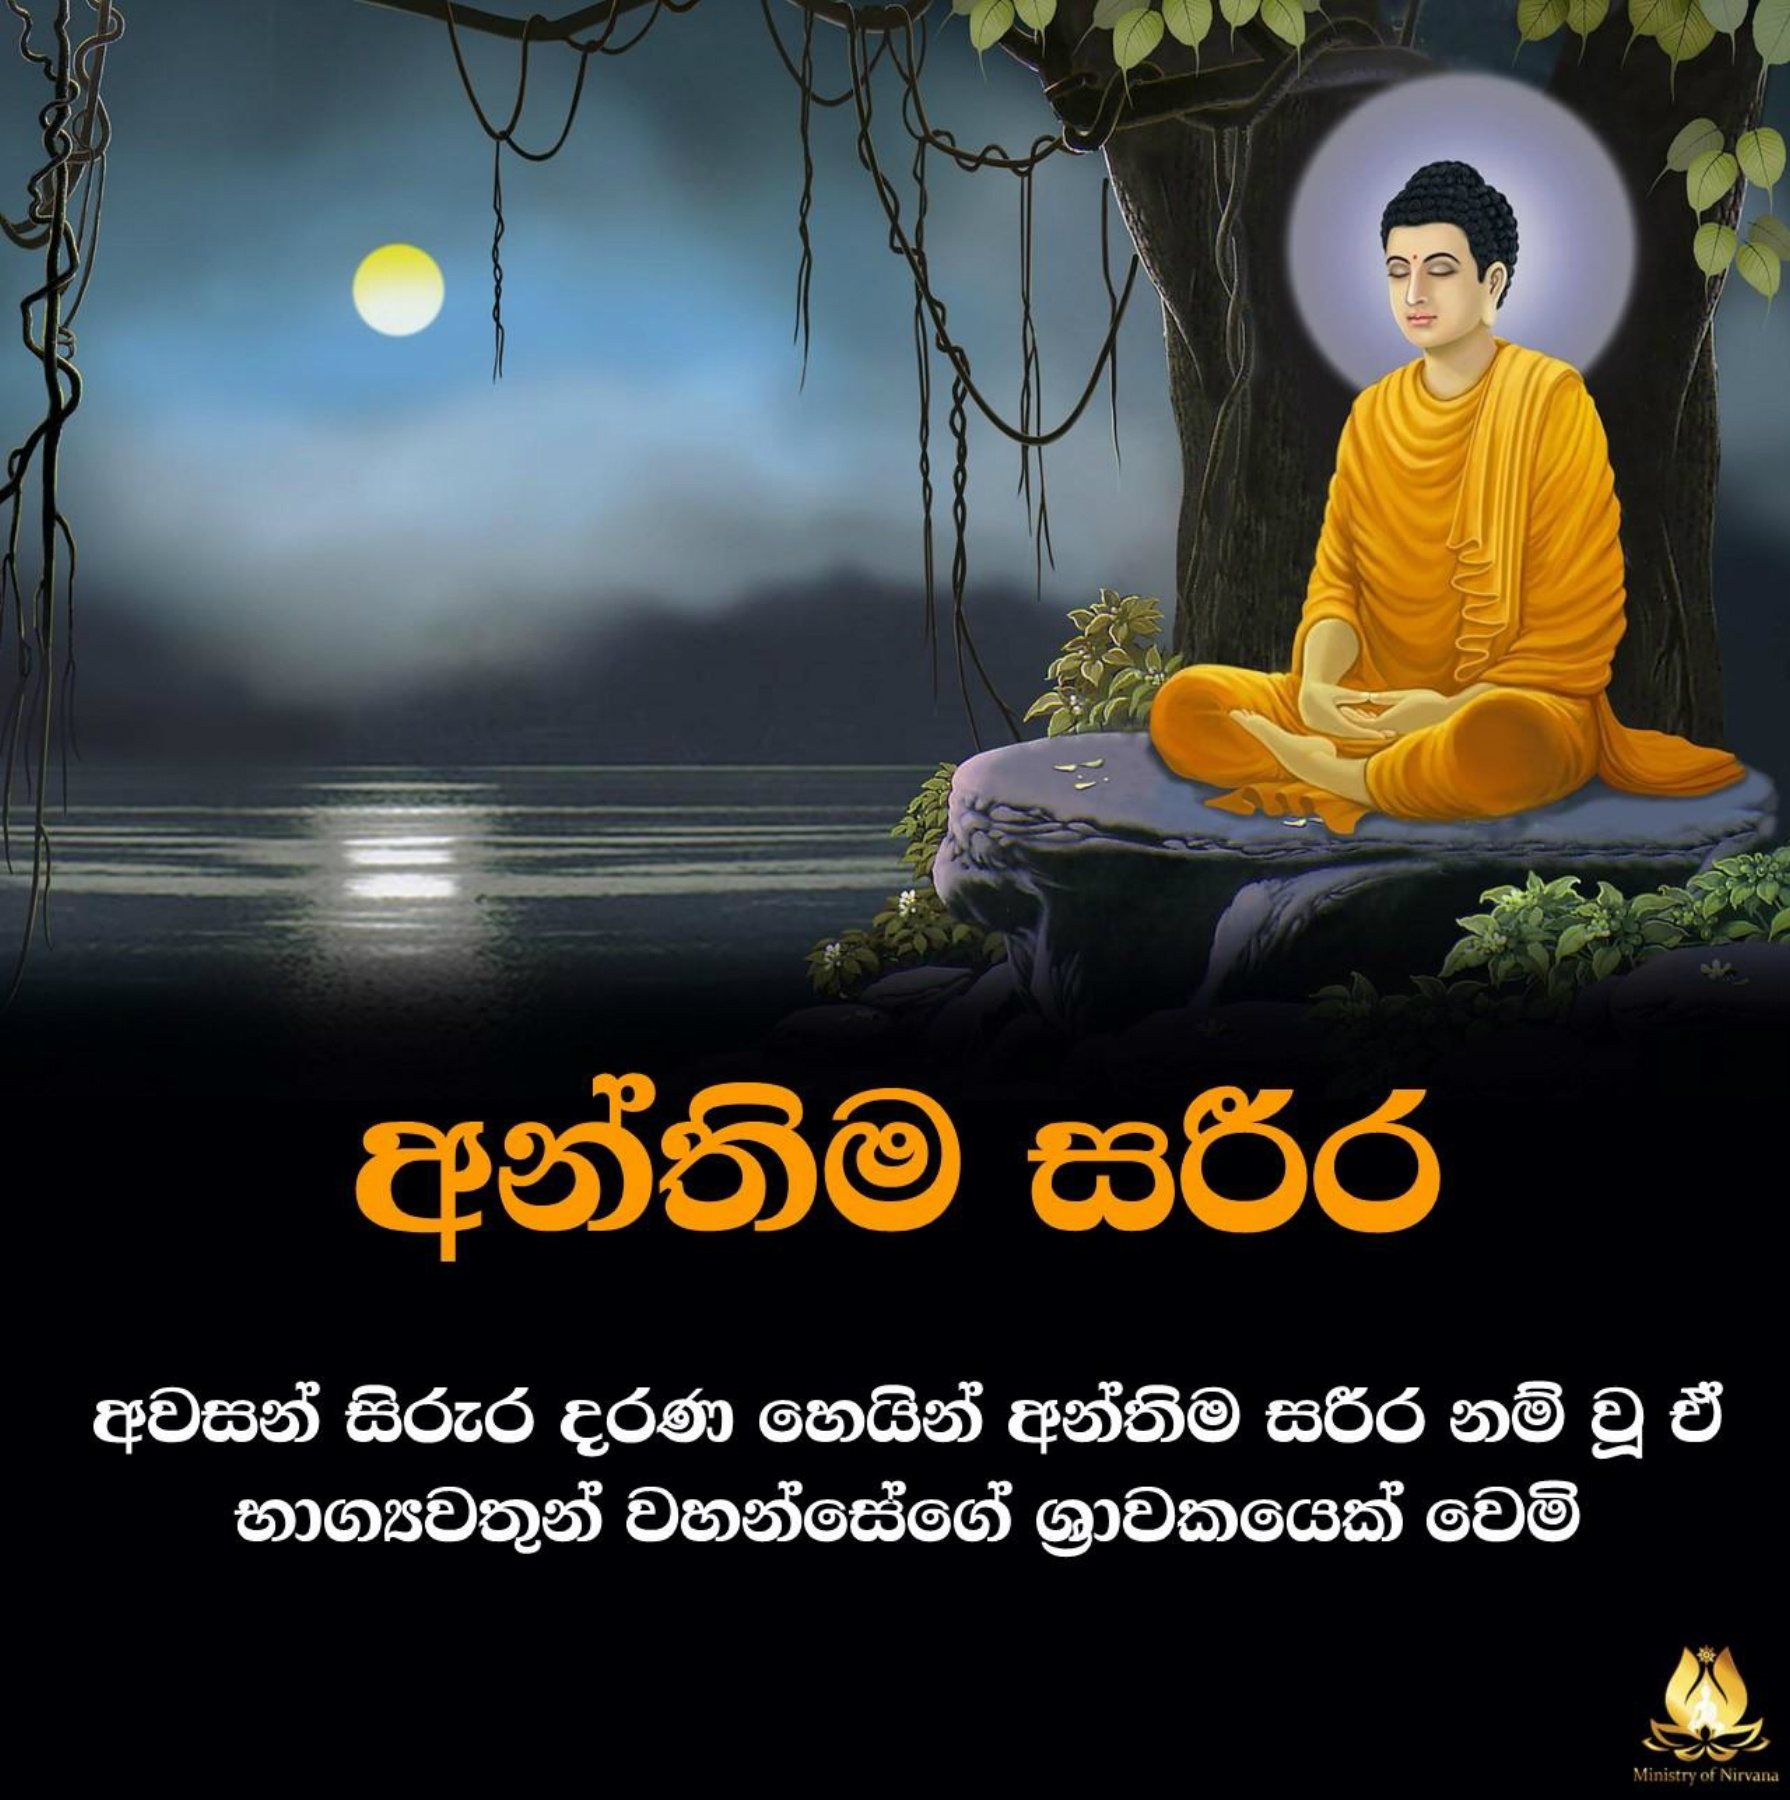 අන්තිම සරීර
අවසන් සිරුර දරණ හෙයින් අන්තිම සරීර නම් වූ ඒ
භාග්‍යවතුන් වහන්සේගේ ශ්‍රාවකයෙක් වෙමි
Ministry of Nirvana